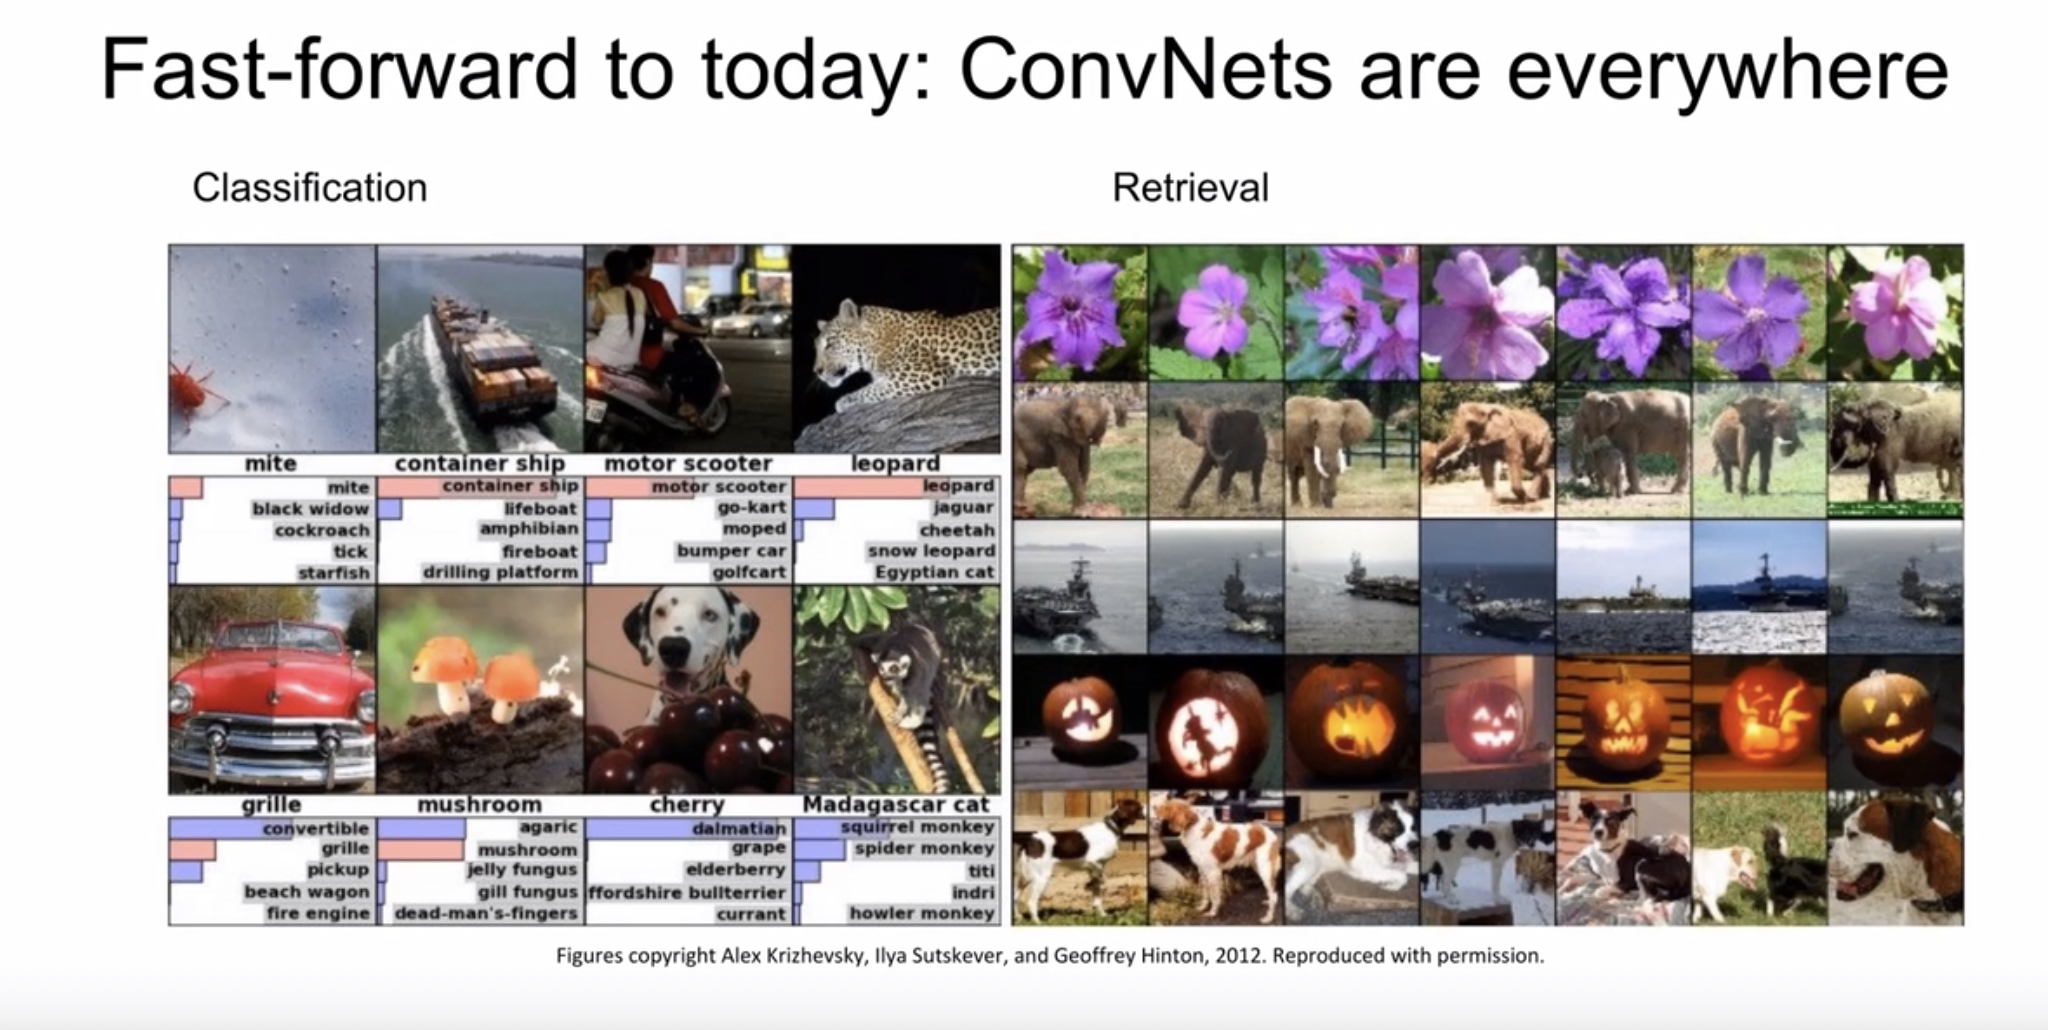 Fast-forward to today: ConvNets are everywhere
Classification
Retrieval
mite
container ship
motor scooter
leopard
mite
black widow
cockroach
tick
starfish
container ship
lifeboat
amphibian
fireboat
drilling platform
motor scooter
go-kart
moped
bumper car
golfcart
leopard
jaguar
cheetah
snow leopard
Egyptian cat
grille
mushroom
cherry
Madagascar cat
convertible
grille
pickup
beach wagon
fire engine
agaric
mushroom
jelly fungus
gill fungus
dead-man's-fingers
dalmatian
grape
elderberry
ffordshire bullterrier
currant
squirrel monkey
spider monkey
titi
indri
howler monkey
Figures copyright Alex Krizhevsky, Ilya Sutskever, and Geoffrey Hinton, 2012. Reproduced with permission.